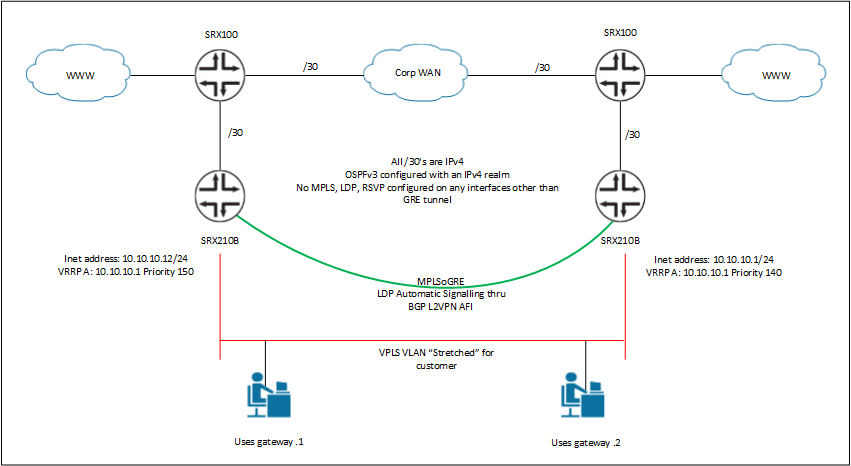 SRX100
SRX100
WWW
/30
Corp WAN
/30
WWW
/30
/30
All /30's are IPv4
OSPFv3 configured with an IPv4 realm
No MPLS, LDP, RSVP configured on any interfaces other than
GRE tunnel
SRX210B
SRX210B
Inet address: 10.10.10.12/24
VRRP A: 10.10.10.1 Priority 150
Inet address: 10.10.10.1/24
VRRP A: 10.10.10.1 Priority 140
MPLSoGRE
LDP Automatic Signalling thru
BGP L2VPN AFI
VPLS VLAN “Stretched” for
customer
Uses gateway .1
Uses gateway .2